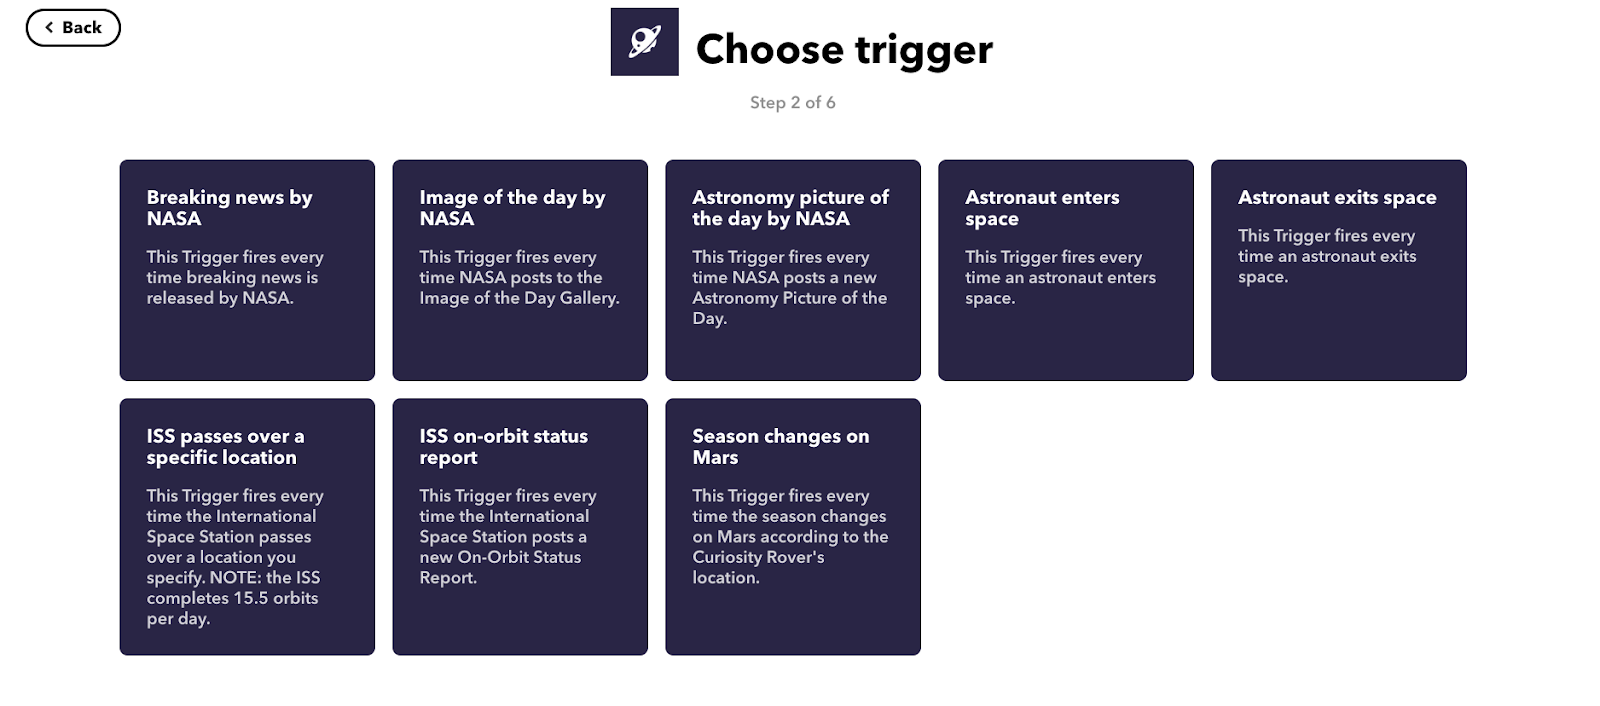 Back
Choose trigger
Step 2 of 6
Breaking news by
NASA
This Trigger fires every
time breaking news is
released by NASA.
Image of the day by
NASA
This Trigger fires every
time NASA posts to the
Image of the Day Gallery.
Astronomy picture of
the day by NASA
This Trigger fires every
time NASA posts a new
Astronomy Picture of the
Day.
Astronaut enters
space
This Trigger fires every
time an astronaut enters
space.
Astronaut exits space
This Trigger fires every
time an astronaut exits
space.
ISS passes over a
specific location
This Trigger fires every
time the International
Space Station passes
over a location you
specify. NOTE: the ISS
completes 15.5 orbits
per day.
ISS on-orbit status
report
This Trigger fires every
time the International
Space Station posts a
new On-Orbit Status
Report.
Season changes on
Mars
This Trigger fires every
time the season changes
on Mars according to the
Curiosity Rover's
location.